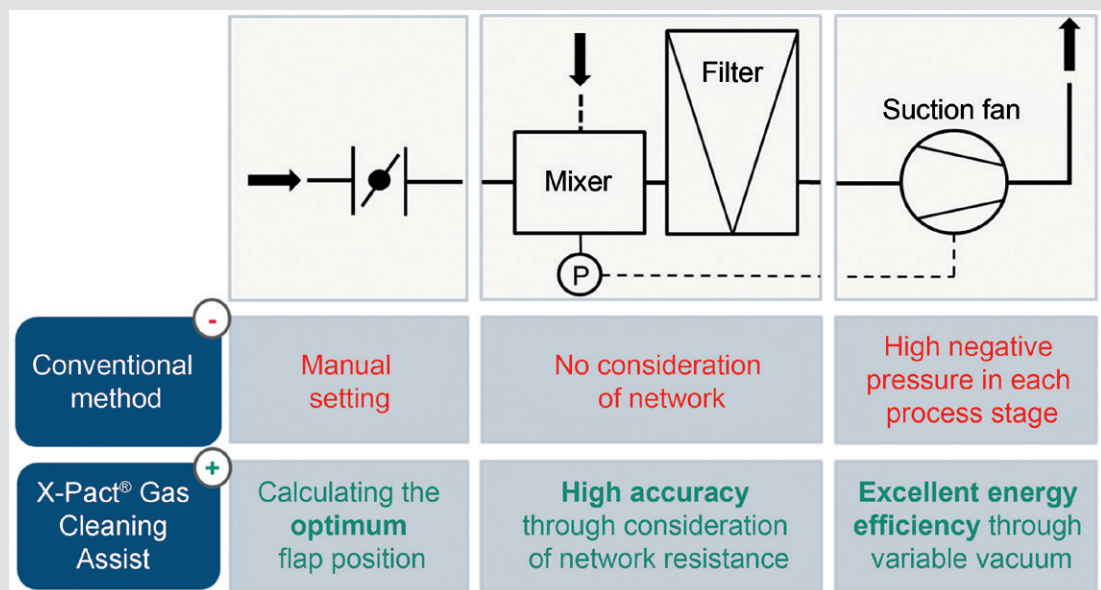 Filter
Suction fan
Mixer
P
-
Conventional
method
Manual
setting
No consideration
of network
High negative
pressure in each
process stage
+
X-Pact® Gas
Cleaning
Assist
Calculating the
optimum
flap position
High accuracy
through consideration
of network resistance
Excellent energy
efficiency through
variable vacuum